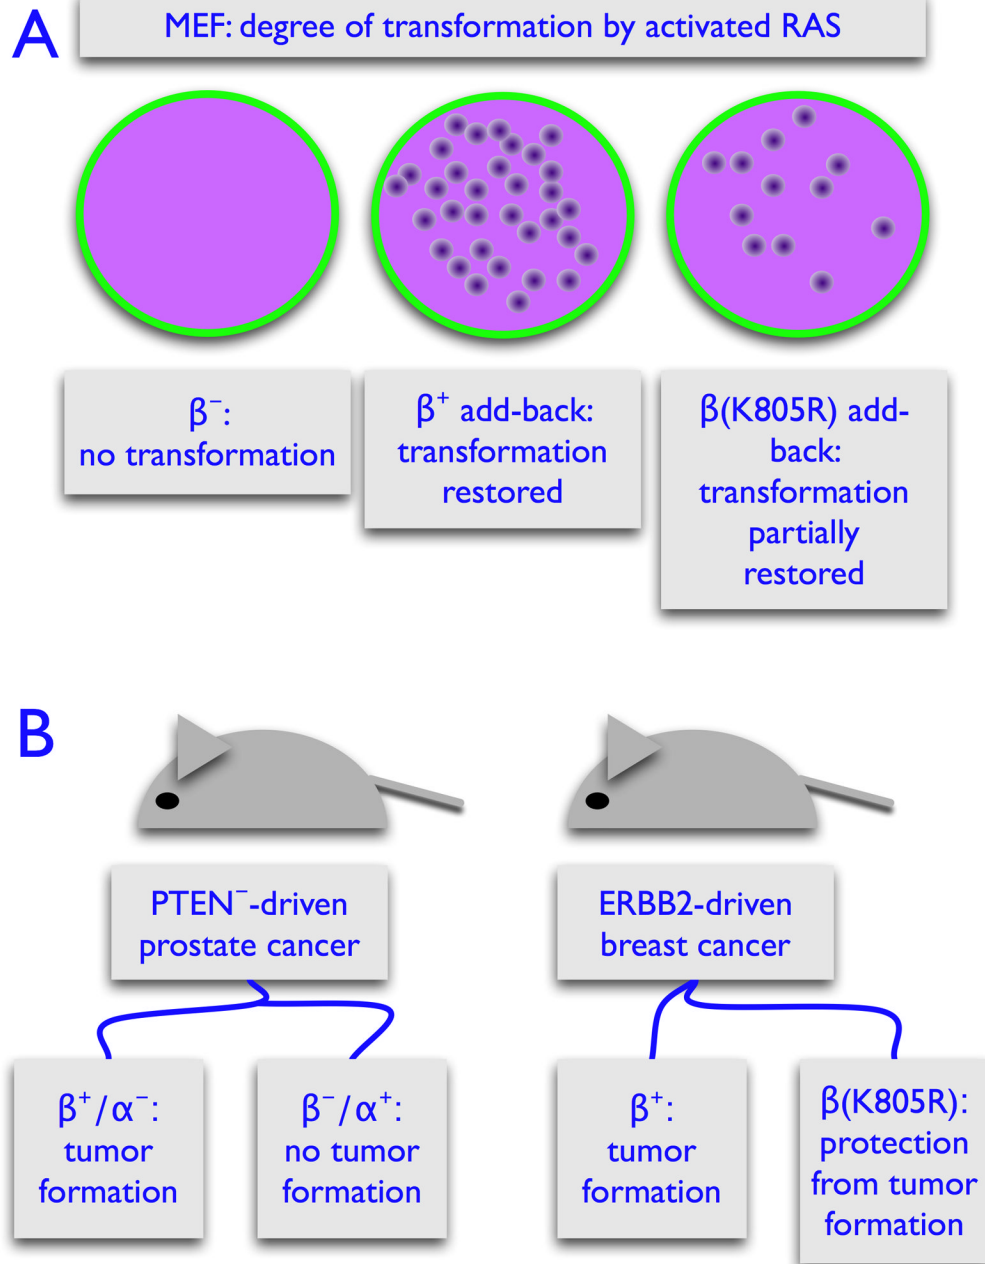 A
MEF: degree of transformation by activated RAS
β⁻:
no transformation
β⁺ add-back:
transformation
restored
β(K805R) add-
back:
transformation
partially
restored
B
PTEN⁻-driven
prostate cancer
ERBB2-driven
breast cancer
β⁺/α⁻:
tumor
formation
β⁻/α⁺:
no tumor
formation
β⁺:
tumor
formation
β(K805R):
protection
from tumor
formation